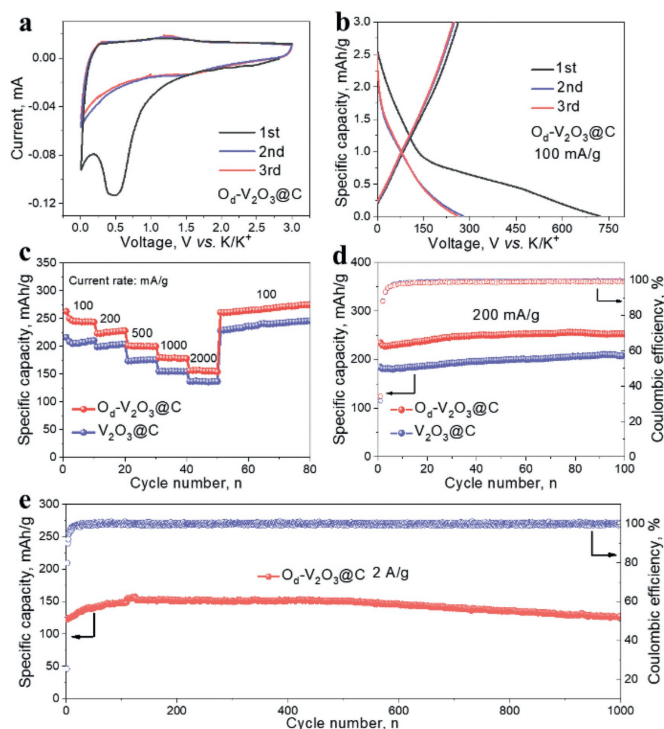 a
0.00
-0.04
-0.08
-0.12
Current, mA
1st
2nd
3rd
Od-V2O3@C
0.0 0.5 1.0 1.5 2.0 2.5 3.0
Voltage, V vs. K/K+
b
3.0
2.5
2.0
1.5
1.0
0.5
0.0
Specific capacity, mAh/g
1st
2nd
3rd
Od-V2O3@C
100 mA/g
0 150 300 450 600 750
Voltage, V vs. K/K+
c
350
300
250
200
150
100
50
0
Specific capacity, mAh/g
Current rate: mA/g
100
200
500
1000
2000
100
Od-V2O3@C
V2O3@C
0 20 40 60 80
Cycle number, n
d
400
300
200
100
0
Specific capacity, mAh/g
200 mA/g
Od-V2O3@C
V2O3@C
0 20 40 60 80 100
Cycle number, n
100
80
60
40
20
0
Coulombic efficiency, %
e
300
250
200
150
100
50
0
Specific capacity, mAh/g
Od-V2O3@C 2 A/g
0 200 400 600 800 1000
Cycle number, n
100
80
60
40
20
Coulombic efficiency, %